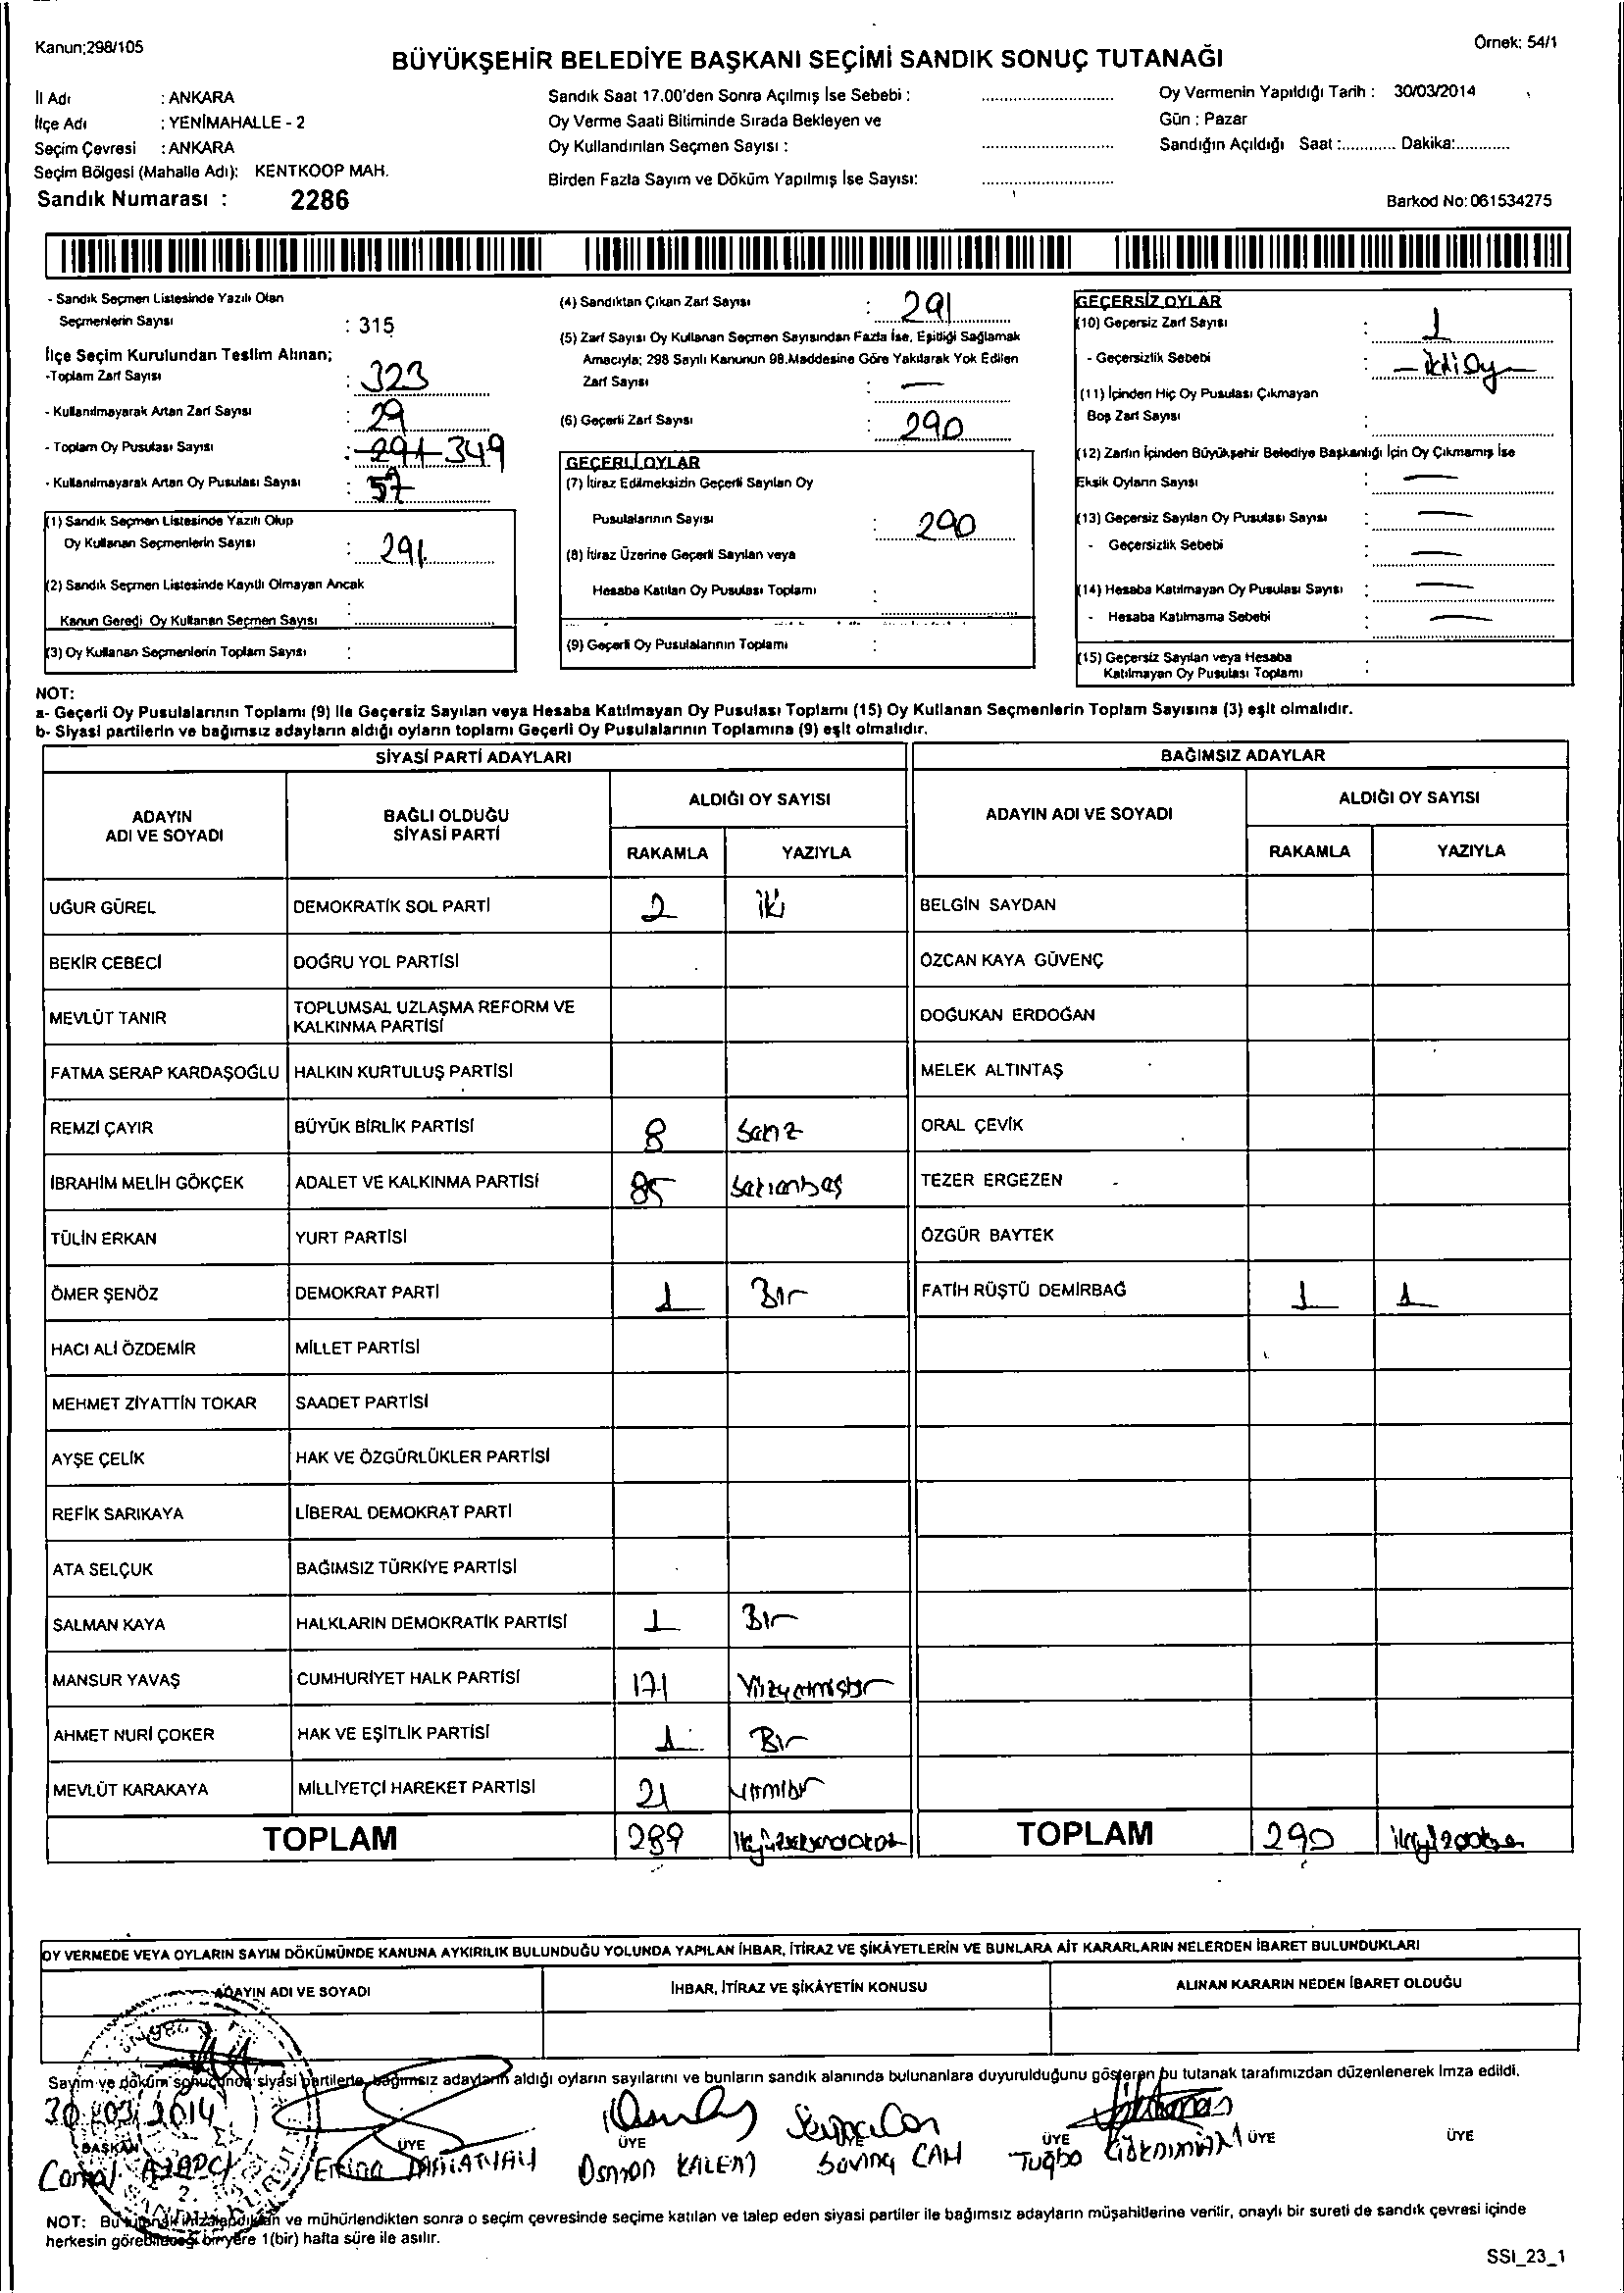 Kanun;298/105
Örnek: 54/1
BÜYÜKŞEHİR BELEDİYE BAŞKANI SEÇİMİ SANDIK SONUÇ TUTANAĞI
İl Adı : ANKARA
İlçe Adı : YENİMAHALLE - 2
Seçim Çevresi : ANKARA
Seçim Bölgesi (Mahalle Adı): KENTKOOP MAH.
Sandık Numarası : 2286
Sandık Saat 17.00'den Sonra Açılmış İse Sebebi :
Oy Verme Saati Bitiminde Sırada Bekleyen ve
Oy Kullandırılan Seçmen Sayısı :
Birden Fazla Sayım ve Döküm Yapılmış İse Sayısı:
Oy Vermenin Yapıldığı Tarih : 30/03/2014
Gün : Pazar
Sandığın Açıldığı Saat :............ Dakika:............
Barkod No: 061534275
- Sandık Seçmen Listesinde Yazılı Olan
Seçmenlerin Sayısı : 315
İlçe Seçim Kurulundan Teslim Alınan;
-Toplam Zarf Sayısı : 323
- Kullanılmayarak Artan Zarf Sayısı : 29
- Toplam Oy Pusulası Sayısı : 291 349
- Kullanılmayarak Artan Oy Pusulası Sayısı : 57
(1) Sandık Seçmen Listesinde Yazılı Olup
Oy Kullanan Seçmenlerin Sayısı : 291
(2) Sandık Seçmen Listesinde Kayıtlı Olmayan Ancak
Kanun Gereği Oy Kullanan Seçmen Sayısı :
(3) Oy Kullanan Seçmenlerin Toplam Sayısı :
(4) Sandıktan Çıkan Zarf Sayısı : 291
(5) Zarf Sayısı Oy Kullanan Seçmen Sayısından Fazla İse, Eşitliği Sağlamak
Amacıyla; 298 Sayılı Kanunun 98.Maddesine Göre Yakılarak Yok Edilen
Zarf Sayısı : —
(6) Geçerli Zarf Sayısı : 290
GEÇERLİ OYLAR
(7) İtiraz Edilmeksizin Geçerli Sayılan Oy
Pusulalarının Sayısı : 290
(8) İtiraz Üzerine Geçerli Sayılan veya
Hesaba Katılan Oy Pusulası Toplamı :
(9) Geçerli Oy Pusulalarının Toplamı :
GEÇERSİZ OYLAR
(10) Geçersiz Zarf Sayısı : 1
- Geçersizlik Sebebi : — iki Oy —
(11) İçinden Hiç Oy Pusulası Çıkmayan
Boş Zarf Sayısı :
(12) Zarfın İçinden Büyükşehir Belediye Başkanlığı İçin Oy Çıkmamış İse
Eksik Oyların Sayısı : —
(13) Geçersiz Sayılan Oy Pusulası Sayısı : —
- Geçersizlik Sebebi : —
(14) Hesaba Katılmayan Oy Pusulası Sayısı : —
- Hesaba Katılmama Sebebi : —
(15) Geçersiz Sayılan veya Hesaba
Katılmayan Oy Pusulası Toplamı :
NOT:
a- Geçerli Oy Pusulalarının Toplamı (9) ile Geçersiz Sayılan veya Hesaba Katılmayan Oy Pusulası Toplamı (15) Oy Kullanan Seçmenlerin Toplam Sayısına (3) eşit olmalıdır.
b- Siyasi partilerin ve bağımsız adayların aldığı oyların toplamı Geçerli Oy Pusulalarının Toplamına (9) eşit olmalıdır.
SİYASİ PARTİ ADAYLARI
BAĞIMSIZ ADAYLAR
ADAYIN ADI VE SOYADI
BAĞLI OLDUĞU SİYASİ PARTİ
ALDIĞI OY SAYISI
RAKAMLA YAZIYLA
ADAYIN ADI VE SOYADI
ALDIĞI OY SAYISI
RAKAMLA YAZIYLA
UĞUR GÜREL DEMOKRATİK SOL PARTİ 2 iki BELGİN SAYDAN
BEKİR CEBECİ DOĞRU YOL PARTİSİ ÖZCAN KAYA GÜVENÇ
MEVLÜT TANIR TOPLUMSAL UZLAŞMA REFORM VE KALKINMA PARTİSİ DOĞUKAN ERDOĞAN
FATMA SERAP KARDAŞOĞLU HALKIN KURTULUŞ PARTİSİ MELEK ALTINTAŞ
REMZİ ÇAYIR BÜYÜK BİRLİK PARTİSİ 8 ORAL ÇEVİK
İBRAHİM MELİH GÖKÇEK ADALET VE KALKINMA PARTİSİ 85 TEZER ERGEZEN
TÜLİN ERKAN YURT PARTİSİ ÖZGÜR BAYTEK
ÖMER ŞENÖZ DEMOKRAT PARTİ 1 Bir FATİH RÜŞTÜ DEMİRBAĞ 1 1
HACI ALİ ÖZDEMİR MİLLET PARTİSİ
MEHMET ZİYATTİN TOKAR SAADET PARTİSİ
AYŞE ÇELİK HAK VE ÖZGÜRLÜKLER PARTİSİ
REFİK SARIKAYA LİBERAL DEMOKRAT PARTİ
ATA SELÇUK BAĞIMSIZ TÜRKİYE PARTİSİ
SALMAN KAYA HALKLARIN DEMOKRATİK PARTİSİ 1 Bir
MANSUR YAVAŞ CUMHURİYET HALK PARTİSİ 171
AHMET NURİ ÇOKER HAK VE EŞİTLİK PARTİSİ 1 Bir
MEVLÜT KARAKAYA MİLLİYETÇİ HAREKET PARTİSİ 21
TOPLAM 289 TOPLAM 290
OY VERMEDE VEYA OYLARIN SAYIM DÖKÜMÜNDE KANUNA AYKIRILIK BULUNDUĞU YOLUNDA YAPILAN İHBAR, İTİRAZ VE ŞİKÂYETLERİN VE BUNLARA AİT KARARLARIN NELERDEN İBARET BULUNDUKLARI
ADAYIN ADI VE SOYADI İHBAR, İTİRAZ VE ŞİKÂYETİN KONUSU ALINAN KARARIN NEDEN İBARET OLDUĞU
Sayım ve döküm sonucunda siyasi partilerle, bağımsız adayların aldığı oyların sayılarını ve bunların sandık alanında bulunanlara duyurulduğunu gösteren bu tutanak tarafımızdan düzenlenerek imza edildi.
30/03/2014
BAŞKAN ÜYE ÜYE ÜYE ÜYE ÜYE
Osman KALEM Sevinç CAN Tuğba
NOT: Bu tutanak imzalandıktan ve mühürlendikten sonra o seçim çevresinde seçime katılan ve talep eden siyasi partiler ile bağımsız adayların müşahitlerine verilir, onaylı bir sureti de sandık çevresi içinde
herkesin görebileceği bir yere 1(bir) hafta süre ile asılır.
SSI_23_1